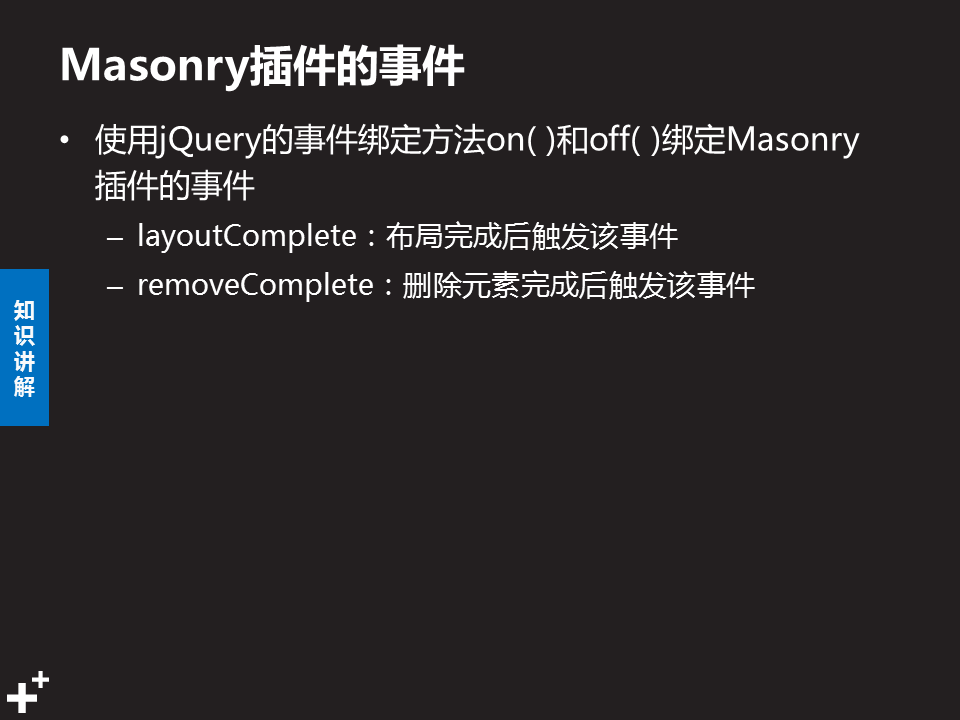 Masonry插件的事件
• 使用jQuery的事件绑定方法on( )和off( )绑定Masonry
插件的事件
– layoutComplete：布局完成后触发该事件
– removeComplete：删除元素完成后触发该事件
知
识
讲
解